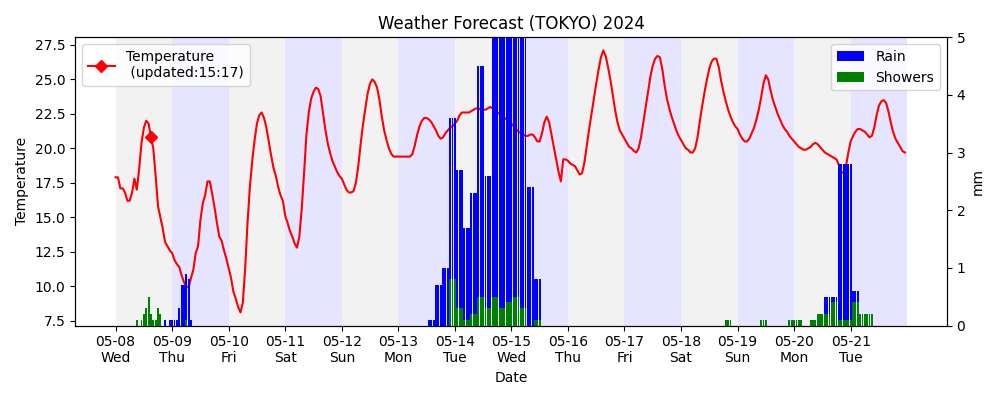 Weather Forecast (TOKYO) 2024
Temperature
(updated:15:17)
Rain
Showers
Temperature
27.5
25.0
22.5
20.0
17.5
15.0
12.5
10.0
7.5
5
4
3
2
1
0
mm
05-08 05-09 05-10 05-11 05-12 05-13 05-14 05-15 05-16 05-17 05-18 05-19 05-20 05-21
Wed Thu Fri Sat Sun Mon Tue Wed Thu Fri Sat Sun Mon Tue
Date